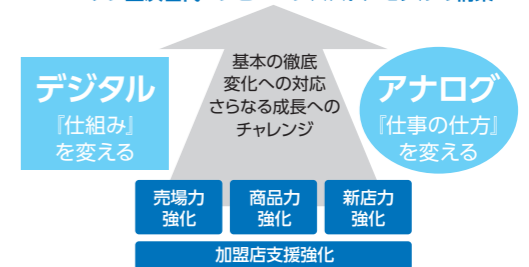 基本の徹底
変化への対応
さらなる成長への
チャレンジ
デジタル
『仕組み』
を変える
アナログ
『仕事の仕方』
を変える
売場力
強化
商品力
強化
新店力
強化
加盟店支援強化